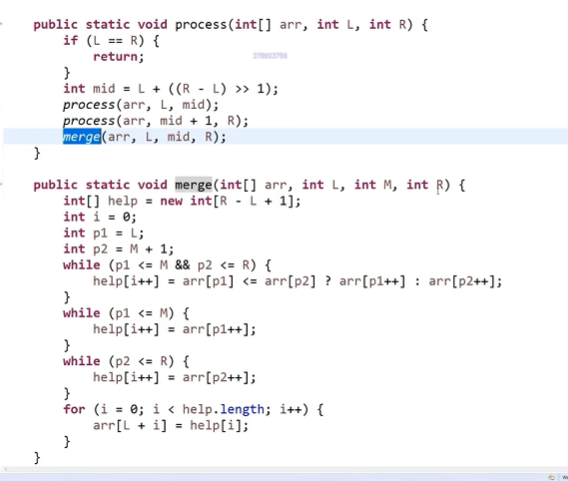 public static void process(int[] arr, int L, int R) {
if (L == R) {
return;
}
int mid = L + ((R - L) >> 1);
process(arr, L, mid);
process(arr, mid + 1, R);
merge(arr, L, mid, R);
}
public static void merge(int[] arr, int L, int M, int R) {
int[] help = new int[R - L + 1];
int i = 0;
int p1 = L;
int p2 = M + 1;
while (p1 <= M && p2 <= R) {
help[i++] = arr[p1] <= arr[p2] ? arr[p1++] : arr[p2++];
}
while (p1 <= M) {
help[i++] = arr[p1++];
}
while (p2 <= R) {
help[i++] = arr[p2++];
}
for (i = 0; i < help.length; i++) {
arr[L + i] = help[i];
}
}